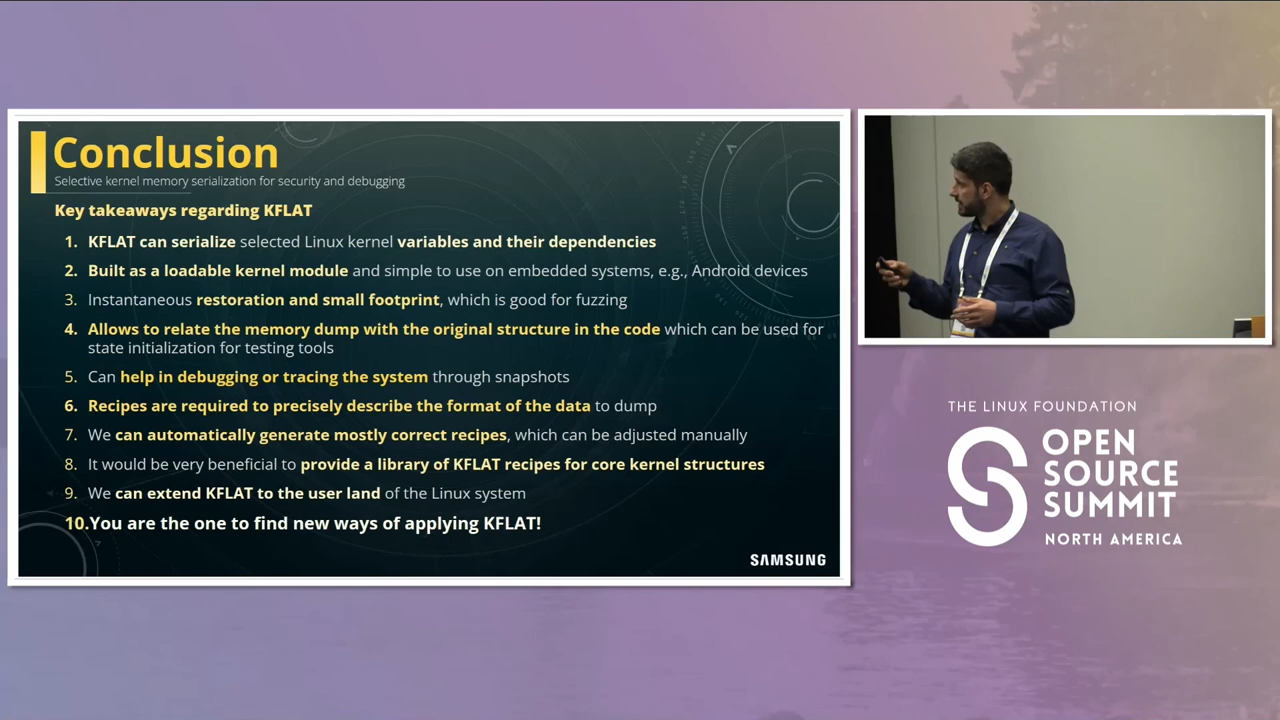 Conclusion
Selective kernel memory serialization for security and debugging
Key takeaways regarding KFLAT
1. KFLAT can serialize selected Linux kernel variables and their dependencies
2. Built as a loadable kernel module and simple to use on embedded systems, e.g., Android devices
3. Instantaneous restoration and small footprint, which is good for fuzzing
4. Allows to relate the memory dump with the original structure in the code which can be used for
state initialization for testing tools
5. Can help in debugging or tracing the system through snapshots
6. Recipes are required to precisely describe the format of the data to dump
7. We can automatically generate mostly correct recipes, which can be adjusted manually
8. It would be very beneficial to provide a library of KFLAT recipes for core kernel structures
9. We can extend KFLAT to the user land of the Linux system
10.You are the one to find new ways of applying KFLAT!
SAMSUNG
THE LINUX FOUNDATION
OPEN
SOURCE
SUMMIT
NORTH AMERICA